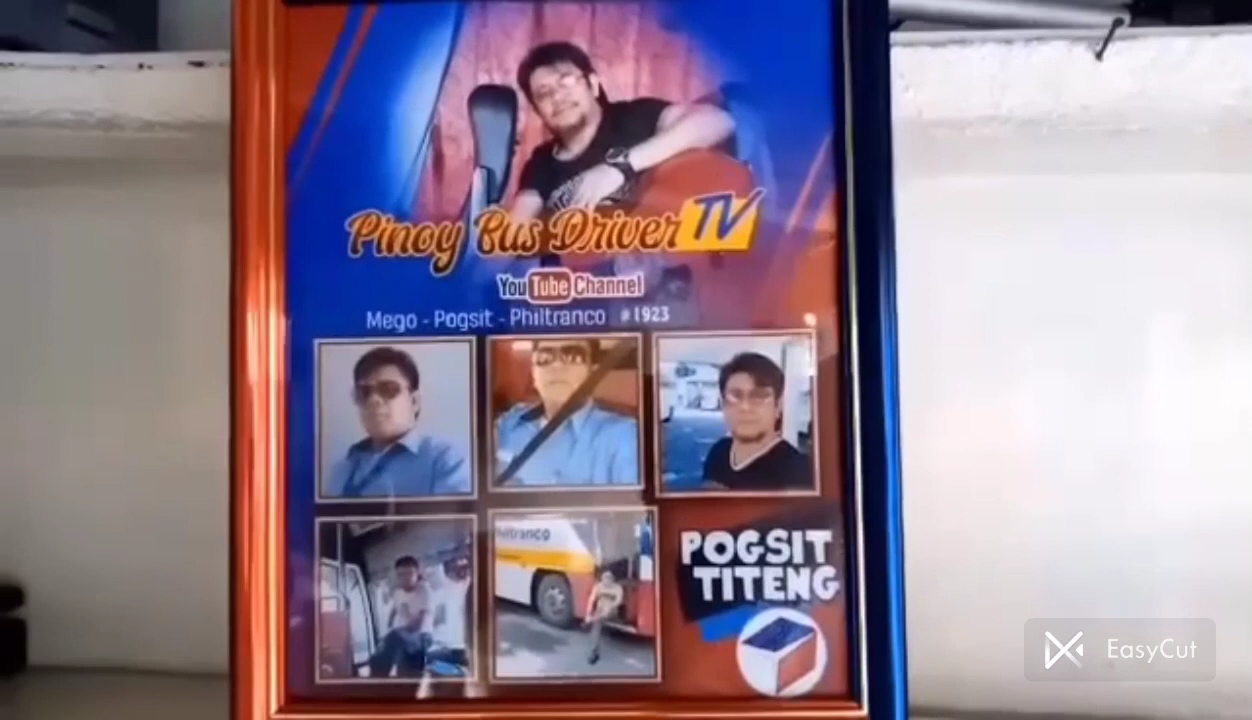 Pinoy Bus Driver TV
YouTube Channel
Mego - Pogsit - Philtranco #1923
philtranco
POGSIT
TITENG
EasyCut